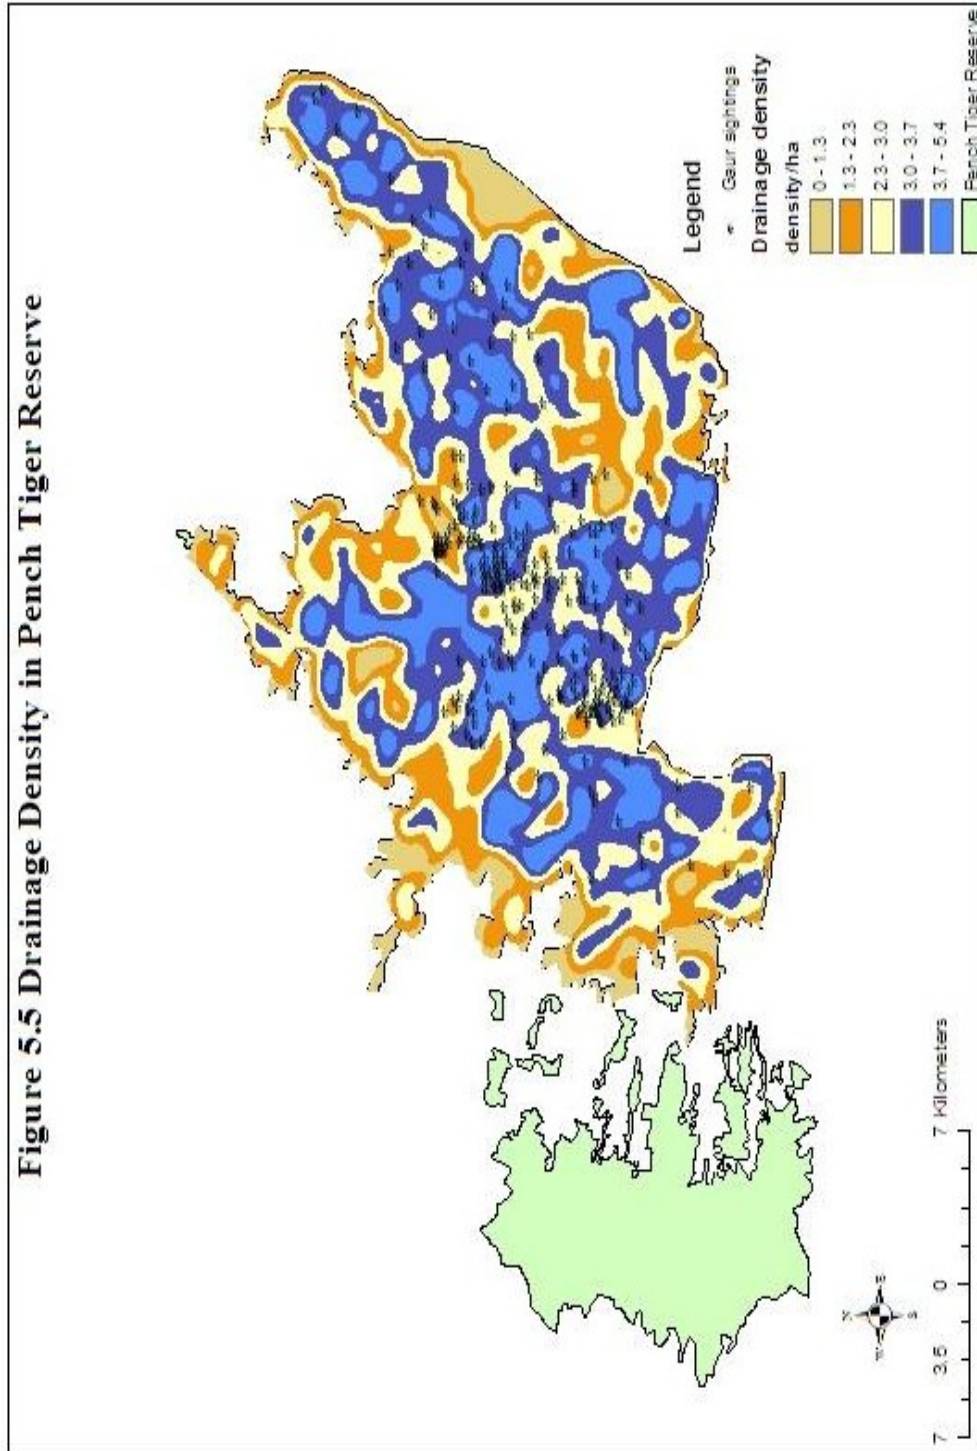 Figure 5.5 Drainage Density in Pench Tiger Reserve
Legend
Gaur sightings
Drainage density
density/ha
0 - 1.3
1.3 - 2.3
2.3 - 3.0
3.0 - 3.7
3.7 - 5.4
Pench Tiger Reserve
N
W E
S
7 3.5 0 7 Kilometers